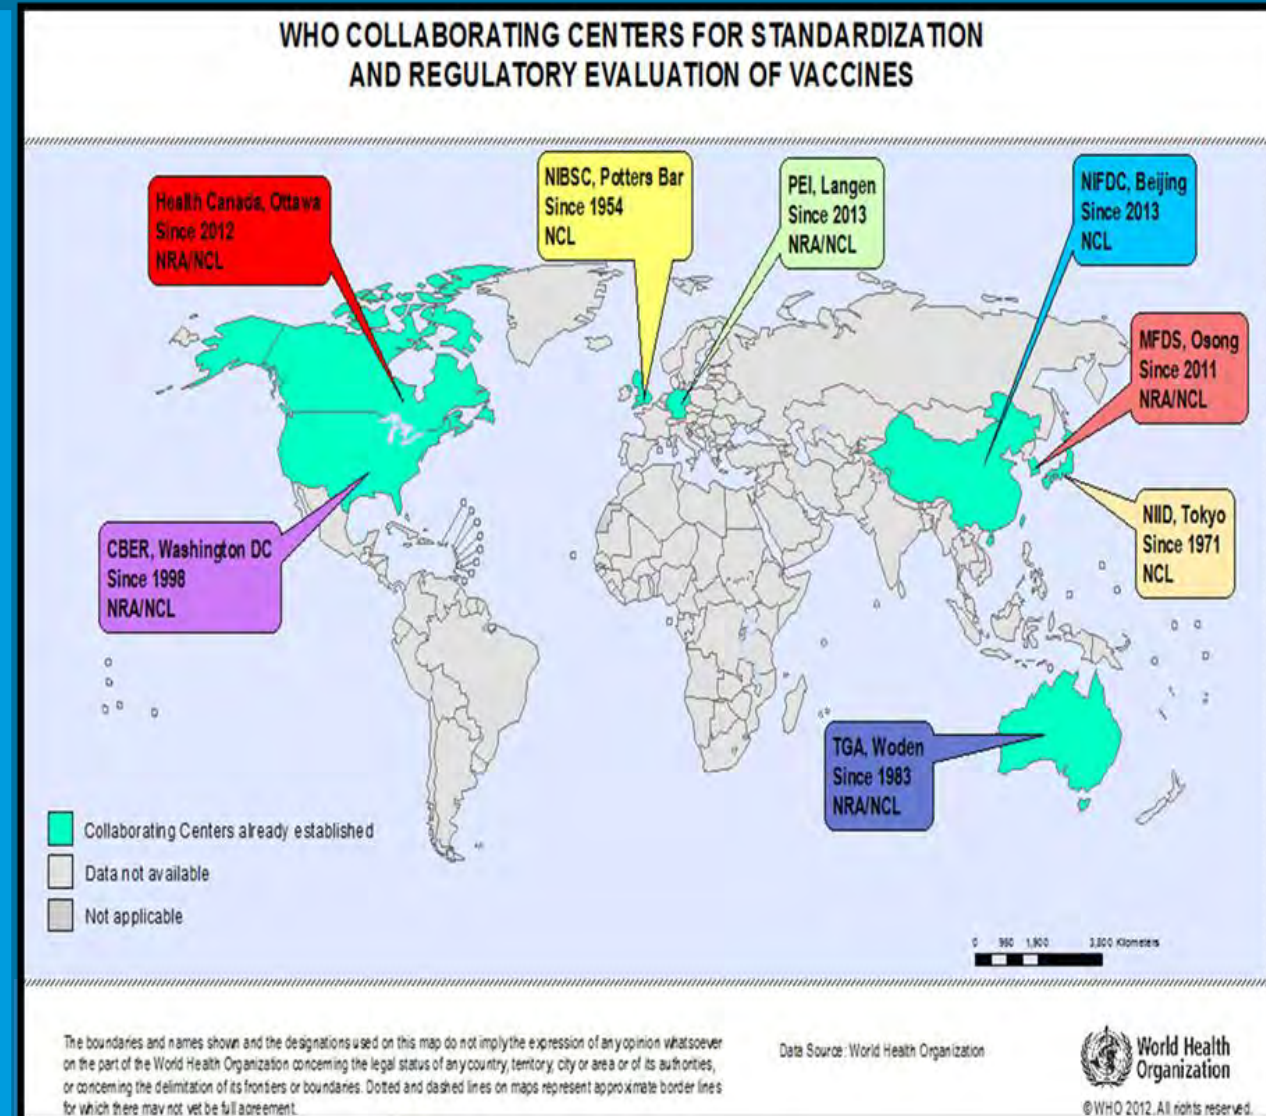 WHO COLLABORATING CENTERS FOR STANDARDIZATION
AND REGULATORY EVALUATION OF VACCINES
Health Canada, Ottawa
Since 2012
NRA/NCL
NIBSC, Potters Bar
Since 1954
NCL
PEI, Langen
Since 2013
NRA/NCL
NIFDC, Beijing
Since 2013
NCL
MFDS, Osong
Since 2011
NRA/NCL
CBER, Washington DC
Since 1998
NRA/NCL
NIID, Tokyo
Since 1971
NCL
TGA, Woden
Since 1983
NRA/NCL
Collaborating Centers already established
Data not available
Not applicable
0 Kilometers
The boundaries and names shown and the designations used on this map do not imply the expression of any opinion whatsoever
on the part of the World Health Organization concerning the legal status of any country, territory, city or area or of its authorities,
or concerning the delimitation of its frontiers or boundaries. Dotted and dashed lines on maps represent approximate border lines
for which there may not yet be full agreement.
Data Source: World Health Organization
World Health
Organization
©WHO 2012. All rights reserved.